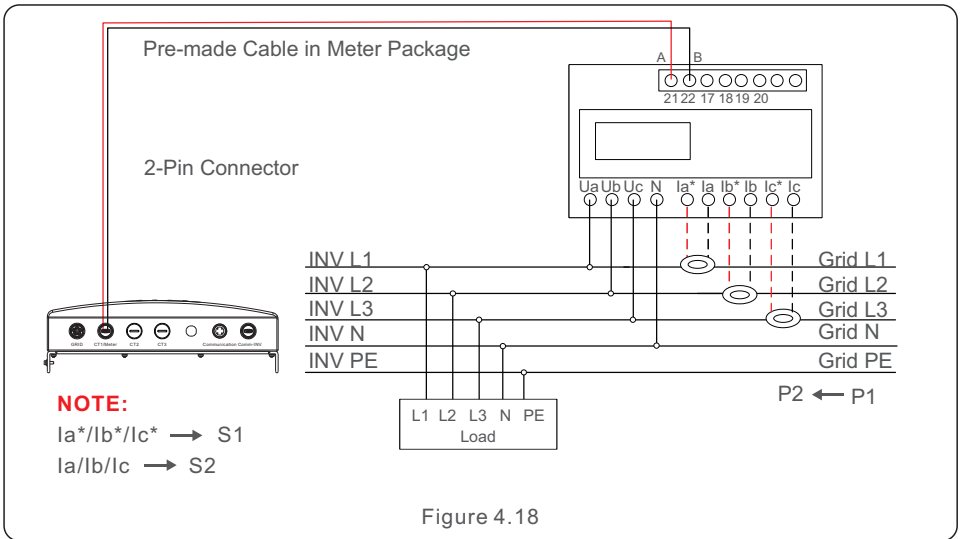 Pre-made Cable in Meter Package
A B
21 22 17 18 19 20
2-Pin Connector
Ua Ub Uc N Ia* Ia Ib* Ib Ic* Ic
INV L1 Grid L1
INV L2 Grid L2
INV L3 Grid L3
INV N Grid N
INV PE Grid PE
GRID CT1/Meter CT2 CT3 Communication Comm-INV
P2 P1
L1 L2 L3 N PE
Load
NOTE:
Ia*/Ib*/Ic* → S1
Ia/Ib/Ic → S2
Figure 4.18